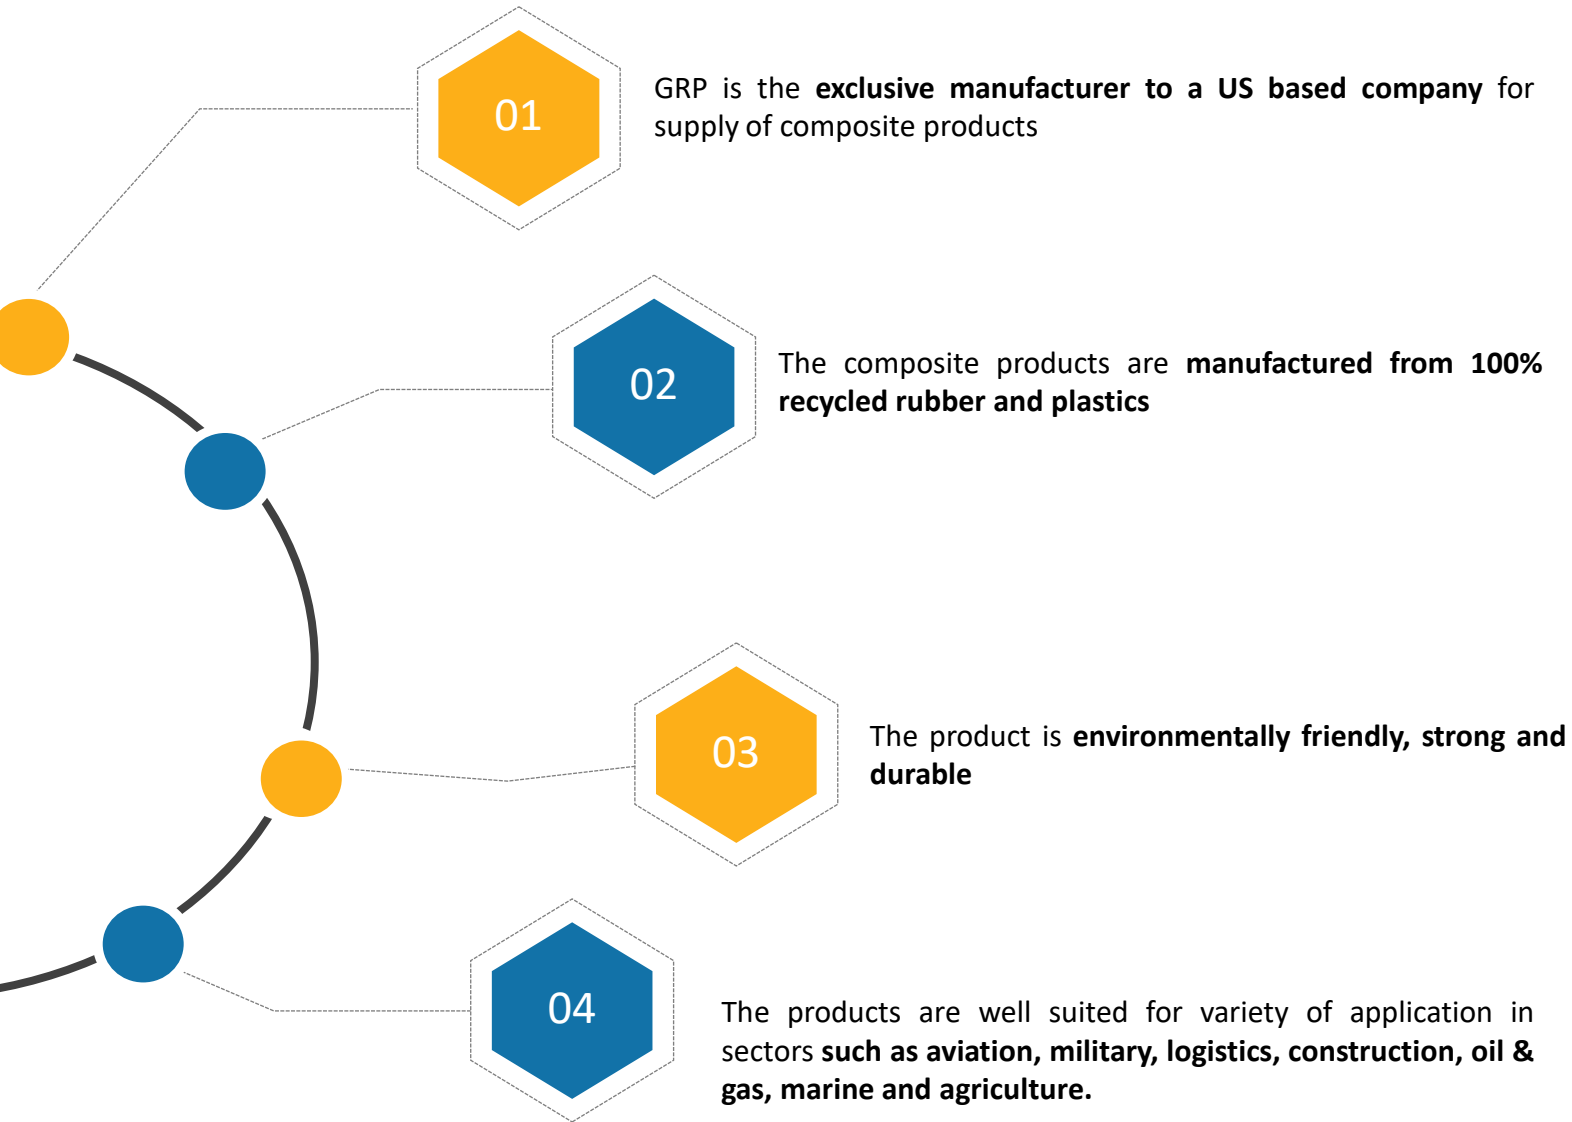 01
GRP is the exclusive manufacturer to a US based company for
supply of composite products
02
The composite products are manufactured from 100%
recycled rubber and plastics
03
The product is environmentally friendly, strong and
durable
04
The products are well suited for variety of application in
sectors such as aviation, military, logistics, construction, oil &
gas, marine and agriculture.